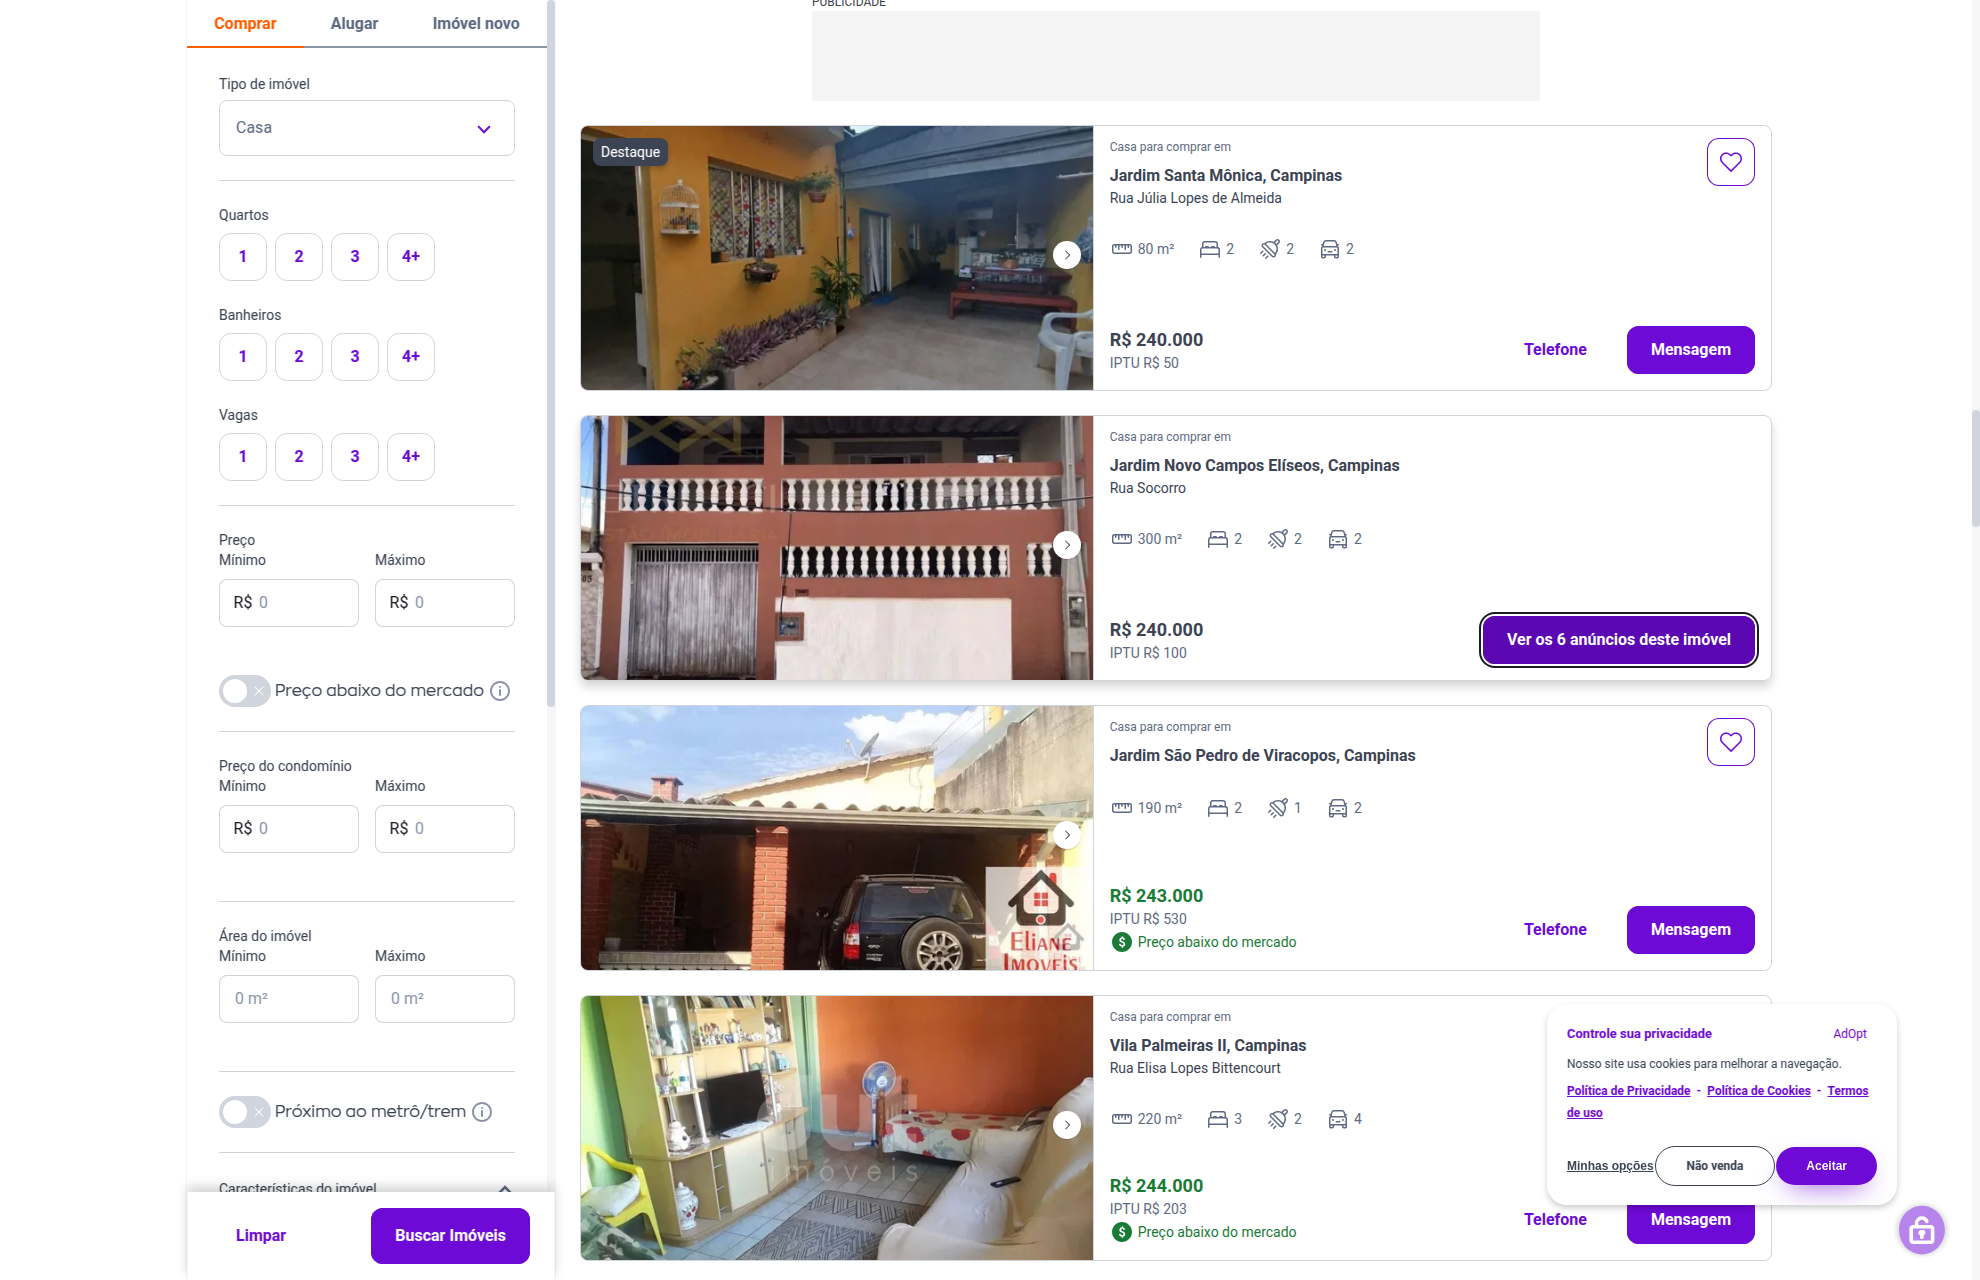 Comprar Alugar Imóvel novo
Tipo de imóvel
Casa
Quartos
1 2 3 4+
Banheiros
1 2 3 4+
Vagas
1 2 3 4+
Preço
Mínimo Máximo
R$ 0 R$ 0
Preço abaixo do mercado
Preço do condomínio
Mínimo Máximo
R$ 0 R$ 0
Área do imóvel
Mínimo Máximo
0 m² 0 m²
Próximo ao metrô/trem
Características do imóvel
Limpar Buscar Imóveis
PUBLICIDADE
Destaque
Casa para comprar em
Jardim Santa Mônica, Campinas
Rua Júlia Lopes de Almeida
80 m² 2 2 2
R$ 240.000
IPTU R$ 50
Telefone Mensagem
Casa para comprar em
Jardim Novo Campos Elíseos, Campinas
Rua Socorro
300 m² 2 2 2
R$ 240.000
IPTU R$ 100
Ver os 6 anúncios deste imóvel
Casa para comprar em
Jardim São Pedro de Viracopos, Campinas
190 m² 2 1 2
R$ 243.000
IPTU R$ 530
$ Preço abaixo do mercado
Telefone Mensagem
Eliane
Imoveis
Casa para comprar em
Vila Palmeiras II, Campinas
Rua Elisa Lopes Bittencourt
220 m² 3 2 4
R$ 244.000
IPTU R$ 203
$ Preço abaixo do mercado
Telefone Mensagem
imóveis
Controle sua privacidade AdOpt
Nosso site usa cookies para melhorar a navegação.
Política de Privacidade - Política de Cookies - Termos
de uso
Minhas opções Não venda Aceitar